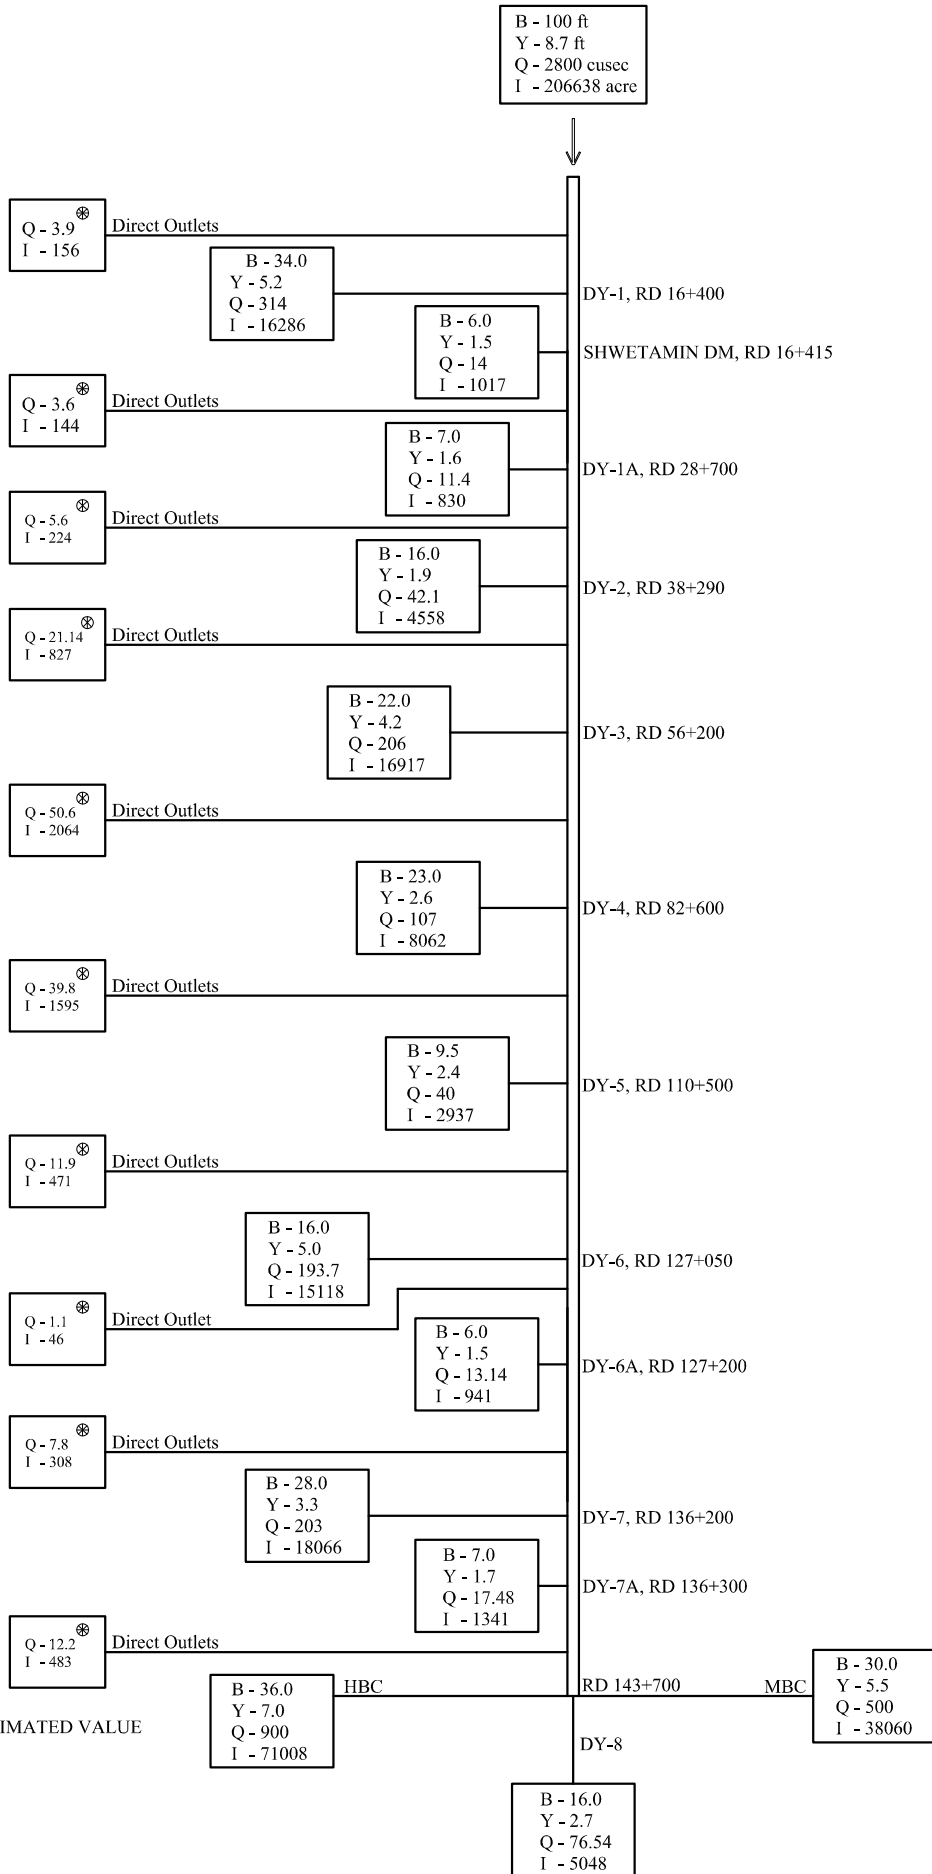 B - 100 ft
Y - 8.7 ft
Q - 2800 cusec
I - 206638 acre
Q - 3.9
I - 156
Direct Outlets
B - 34.0
Y - 5.2
Q - 314
I - 16286
DY-1, RD 16+400
B - 6.0
Y - 1.5
Q - 14
I - 1017
SHWETAMIN DM, RD 16+415
Q - 3.6
I - 144
Direct Outlets
B - 7.0
Y - 1.6
Q - 11.4
I - 830
DY-1A, RD 28+700
Q - 5.6
I - 224
Direct Outlets
B - 16.0
Y - 1.9
Q - 42.1
I - 4558
DY-2, RD 38+290
Q - 21.14
I - 827
Direct Outlets
B - 22.0
Y - 4.2
Q - 206
I - 16917
DY-3, RD 56+200
Q - 50.6
I - 2064
Direct Outlets
B - 23.0
Y - 2.6
Q - 107
I - 8062
DY-4, RD 82+600
Q - 39.8
I - 1595
Direct Outlets
B - 9.5
Y - 2.4
Q - 40
I - 2937
DY-5, RD 110+500
Q - 11.9
I - 471
Direct Outlets
B - 16.0
Y - 5.0
Q - 193.7
I - 15118
DY-6, RD 127+050
Q - 1.1
I - 46
Direct Outlet
B - 6.0
Y - 1.5
Q - 13.14
I - 941
DY-6A, RD 127+200
Q - 7.8
I - 308
Direct Outlets
B - 28.0
Y - 3.3
Q - 203
I - 18066
DY-7, RD 136+200
B - 7.0
Y - 1.7
Q - 17.48
I - 1341
DY-7A, RD 136+300
Q - 12.2
I - 483
Direct Outlets
B - 36.0
Y - 7.0
Q - 900
I - 71008
HBC
RD 143+700
MBC
B - 30.0
Y - 5.5
Q - 500
I - 38060
IMATED VALUE
DY-8
B - 16.0
Y - 2.7
Q - 76.54
I - 5048